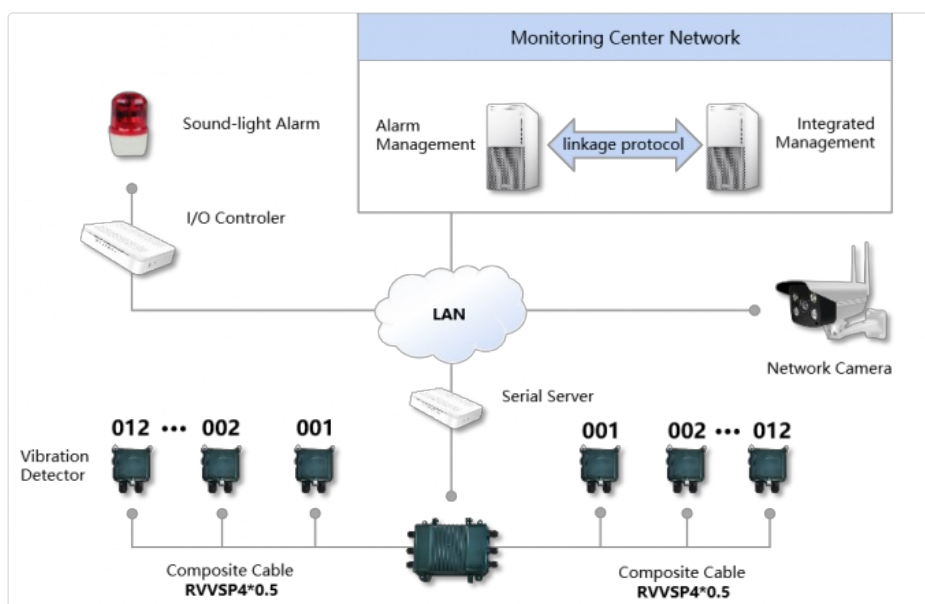 Monitoring Center Network
Sound-light Alarm
Alarm
Management
linkage protocol
Integrated
Management
I/O Controler
LAN
Network Camera
Serial Server
012 ••• 002 001
001 002 ••• 012
Vibration
Detector
Composite Cable
RVVSP4*0.5
Composite Cable
RVVSP4*0.5